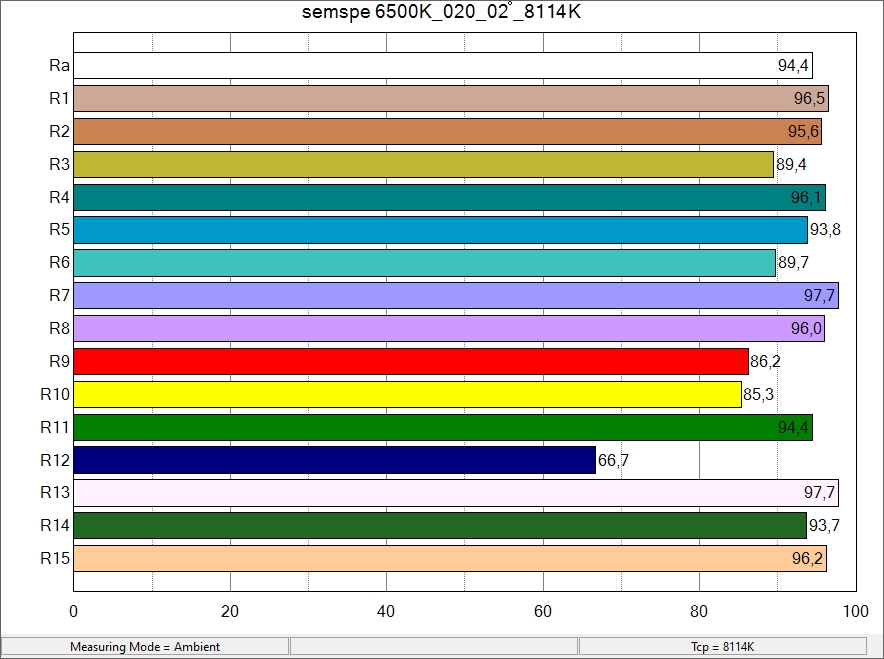 semspe 6500K_020_02°_8114K
Ra 94,4
R1 96,5
R2 95,6
R3 89,4
R4 96,1
R5 93,8
R6 89,7
R7 97,7
R8 96,0
R9 86,2
R10 85,3
R11 94,4
R12 66,7
R13 97,7
R14 93,7
R15 96,2
0 20 40 60 80 100
Measuring Mode = Ambient Tcp = 8114K